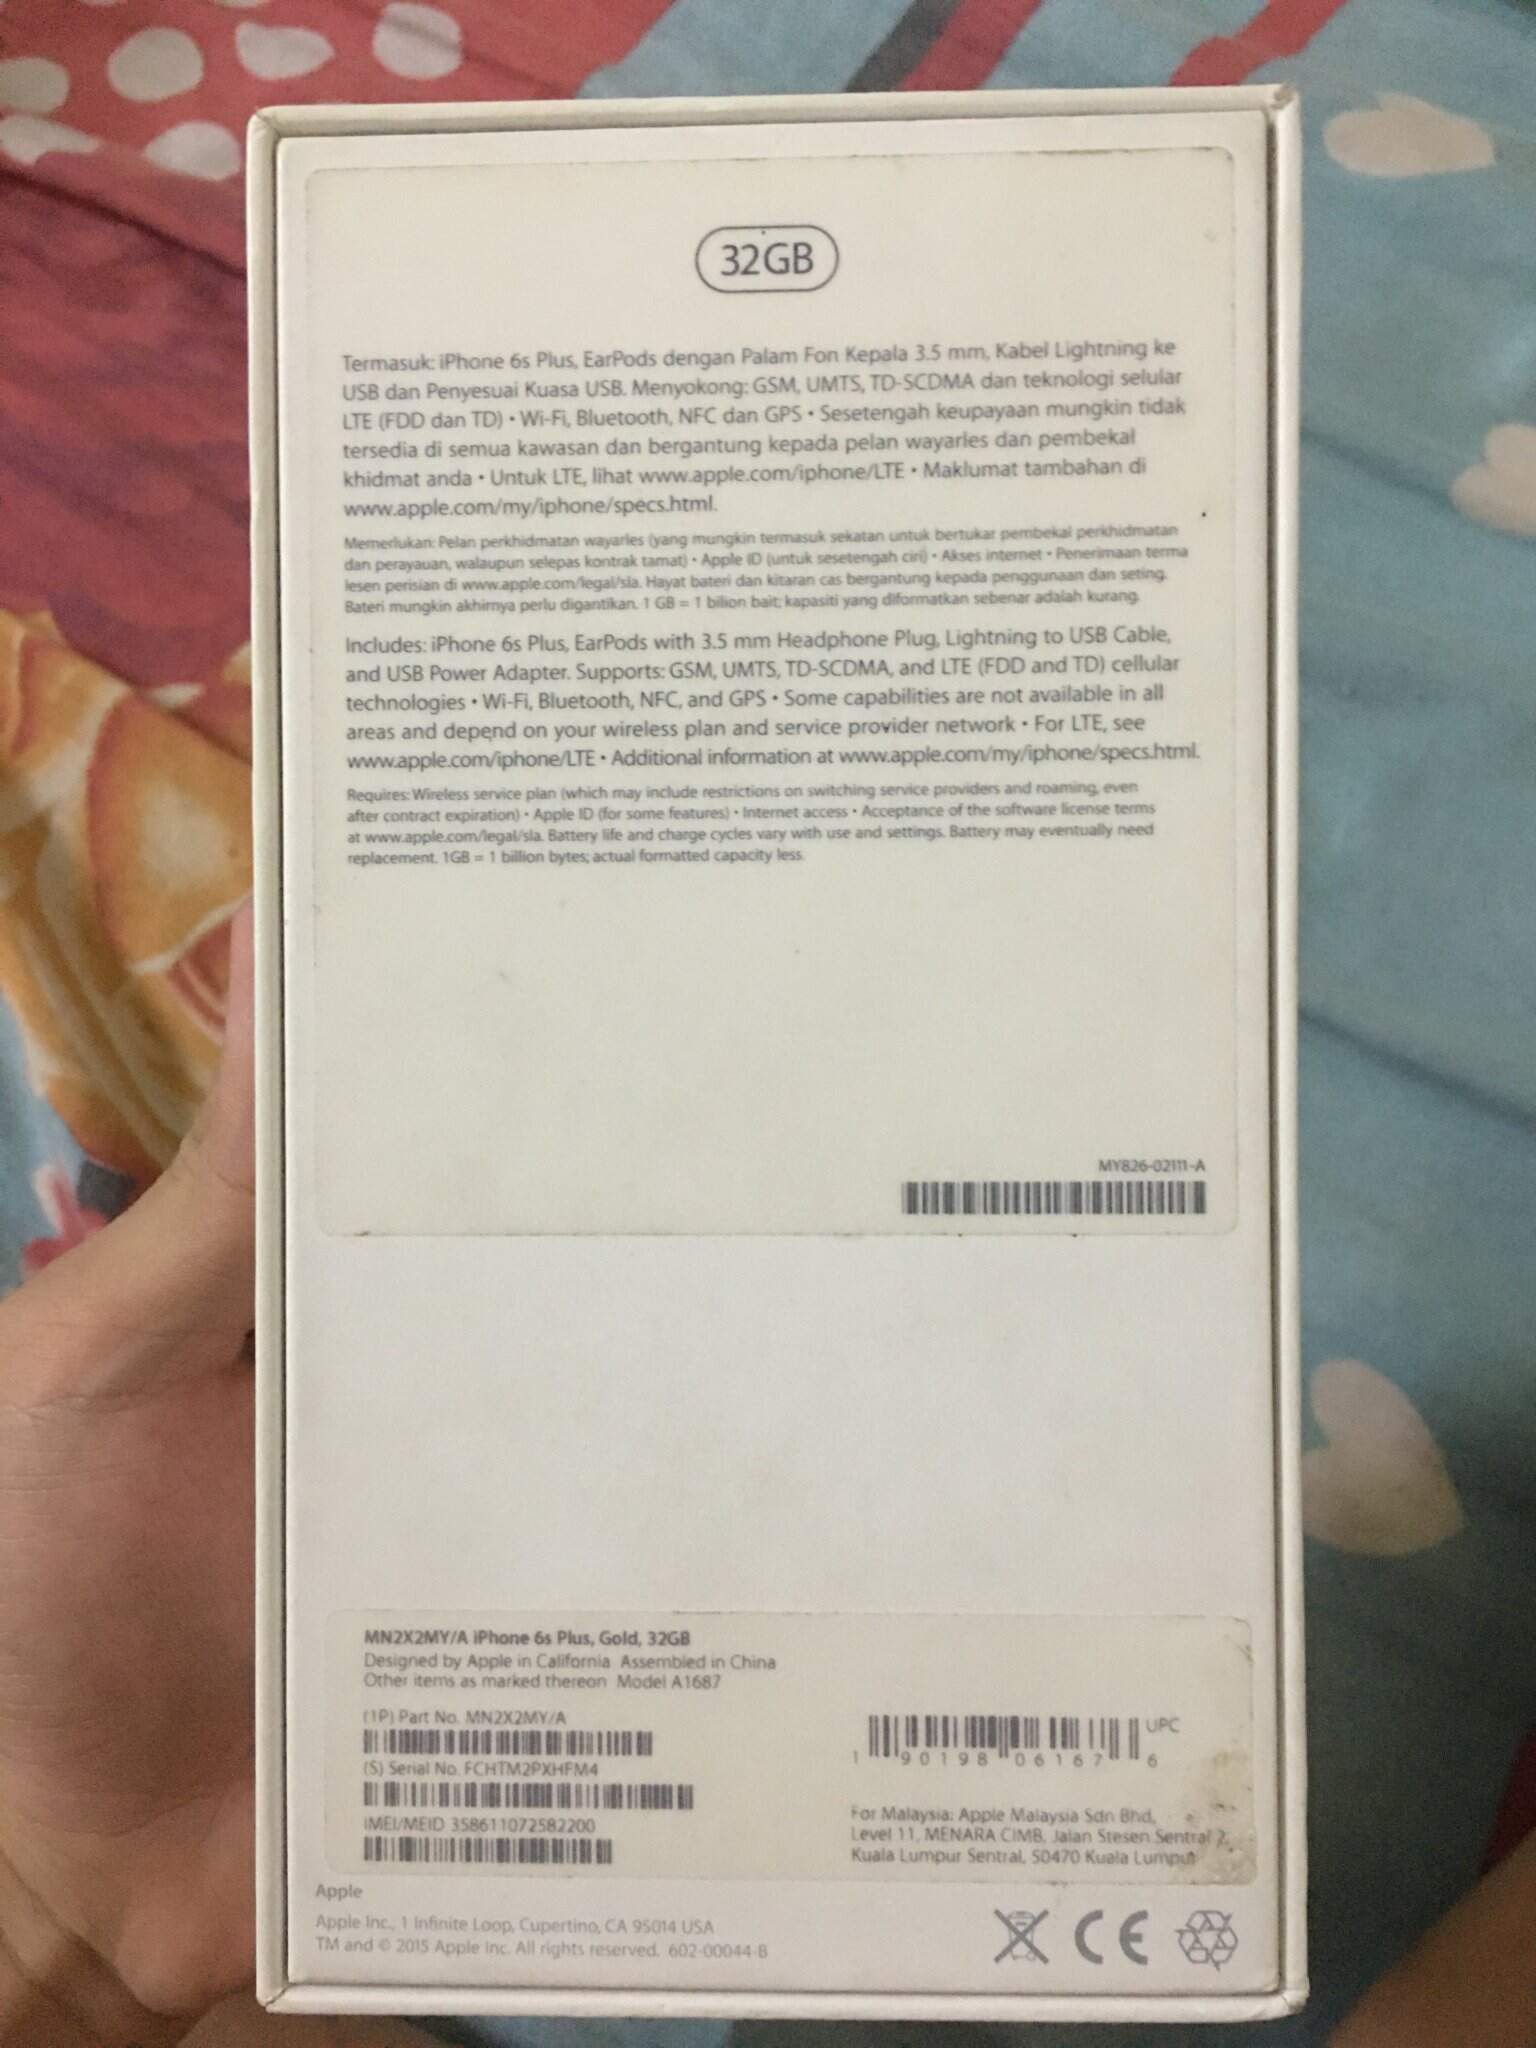 32GB
Termasuk: iPhone 6s Plus, EarPods dengan Palam Fon Kepala 3.5 mm, Kabel Lightning ke
USB dan Penyesuai Kuasa USB. Menyokong: GSM, UMTS, TD-SCDMA dan teknologi selular
LTE (FDD dan TD) • Wi-Fi, Bluetooth, NFC dan GPS • Sesetengah keupayaan mungkin tidak
tersedia di semua kawasan dan bergantung kepada pelan wayarles dan pembekal
khidmat anda • Untuk LTE, lihat www.apple.com/iphone/LTE • Maklumat tambahan di
www.apple.com/my/iphone/specs.html.
Memerlukan: Pelan perkhidmatan wayarles (yang mungkin termasuk sekatan untuk bertukar pembekal perkhidmatan
dan perayauan, walaupun selepas kontrak tamat) • Apple ID (untuk sesetengah ciri) • Akses internet • Penerimaan terma
lesen perisian di www.apple.com/legal/sla. Hayat bateri dan kitaran cas bergantung kepada penggunaan dan seting.
Bateri mungkin akhirnya perlu digantikan. 1 GB = 1 bilion bait; kapasiti yang diformatkan sebenar adalah kurang.
Includes: iPhone 6s Plus, EarPods with 3.5 mm Headphone Plug, Lightning to USB Cable,
and USB Power Adapter. Supports: GSM, UMTS, TD-SCDMA, and LTE (FDD and TD) cellular
technologies • Wi-Fi, Bluetooth, NFC, and GPS • Some capabilities are not available in all
areas and depend on your wireless plan and service provider network • For LTE, see
www.apple.com/iphone/LTE • Additional information at www.apple.com/my/iphone/specs.html.
Requires: Wireless service plan (which may include restrictions on switching service providers and roaming, even
after contract expiration) • Apple ID (for some features) • Internet access • Acceptance of the software license terms
at www.apple.com/legal/sla. Battery life and charge cycles vary with use and settings. Battery may eventually need
replacement. 1GB = 1 billion bytes; actual formatted capacity less.
MY826-02111-A
MN2X2MY/A iPhone 6s Plus, Gold, 32GB
Designed by Apple in California Assembled in China
Other items as marked thereon Model A1687
(1P) Part No. MN2X2MY/A
(S) Serial No. FCHTM2PXHFM4
IMEI/MEID 358611072582200
UPC
1 90198 06167 6
For Malaysia: Apple Malaysia Sdn Bhd,
Level 11, MENARA CIMB, Jalan Stesen Sentral 2,
Kuala Lumpur Sentral, 50470 Kuala Lumpur
Apple
Apple Inc., 1 Infinite Loop, Cupertino, CA 95014 USA
TM and © 2015 Apple Inc. All rights reserved. 602-00044-B
CE